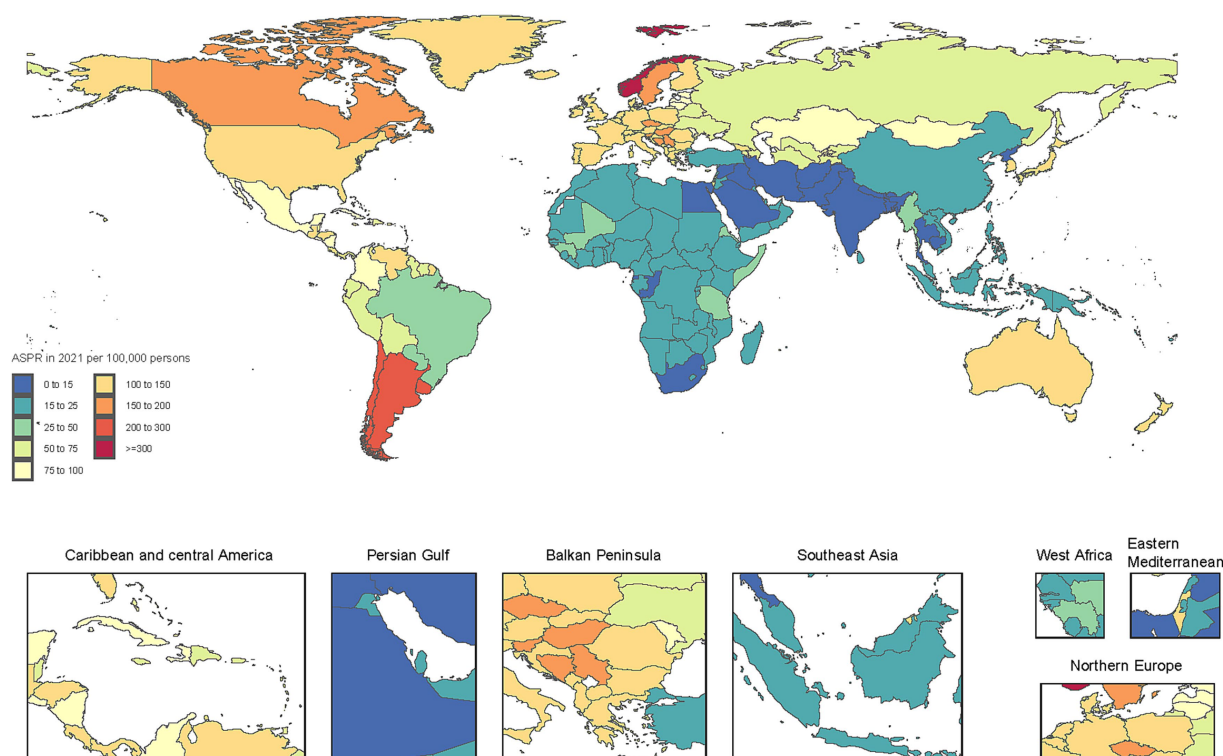 ASPR in 2021 per 100,000 persons
0 to 15
100 to 150
15 to 25
150 to 200
25 to 50
200 to 300
50 to 75
>=300
75 to 100
Caribbean and central America
Persian Gulf
Balkan Peninsula
Southeast Asia
West Africa
Eastern
Mediterranean
Northern Europe